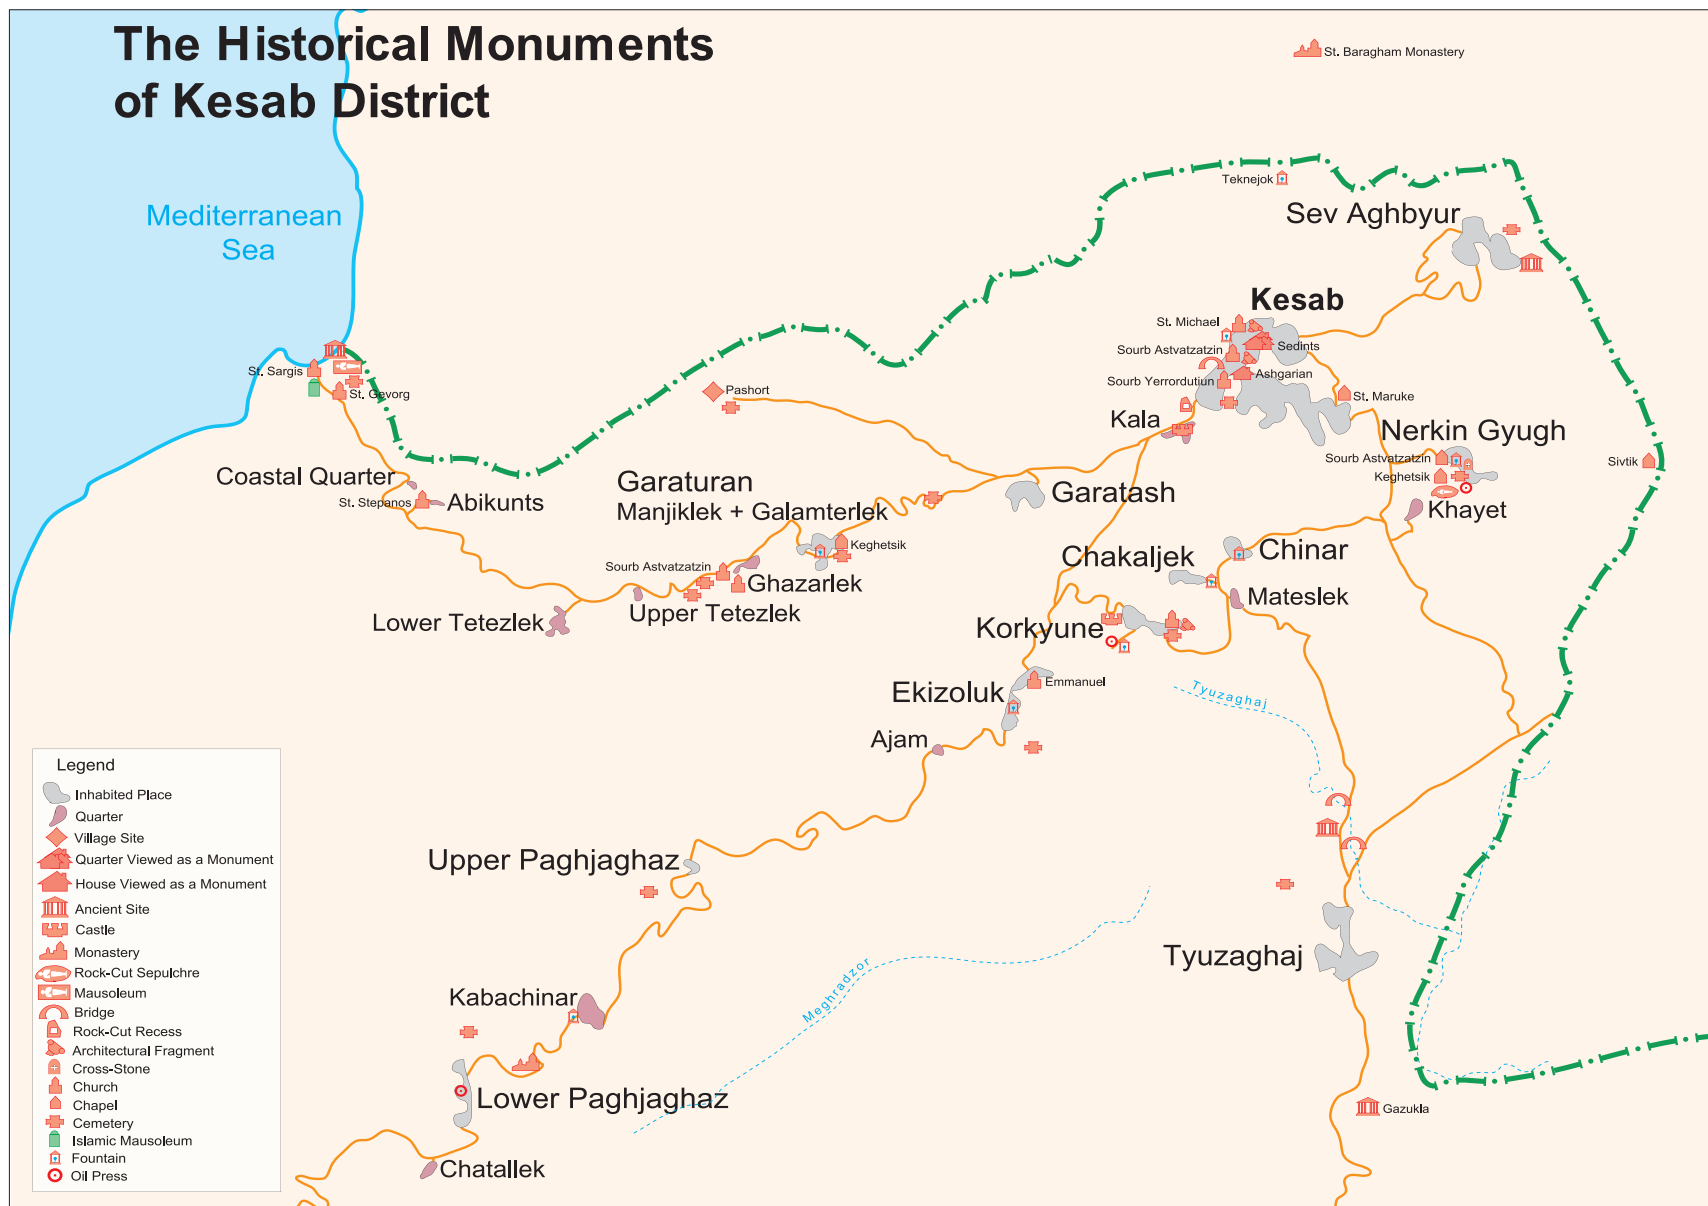 The Historical Monuments
of Kesab District
St. Baragham Monastery
Mediterranean
Sea
Teknejok
Sev Aghbyur
Kesab
St. Michael
Sedints
Sourb Astvatzatzin
Ashgarian
Sourb Yerrordutiun
St. Maruke
St. Sargis
St. Gevorg
Pashort
Kala
Nerkin Gyugh
Sourb Astvatzatzin
Keghetsik
Sivtik
Khayet
Coastal Quarter
St. Stepanos
Abikunts
Garaturan
Manjiklek + Galamterlek
Garatash
Keghetsik
Sourb Astvatzatzin
Ghazarlek
Upper Tetezlek
Lower Tetezlek
Chakaljek
Chinar
Mateslek
Korkyune
Emmanuel
Ekizoluk
Ajam
Tyuzaghaj
Upper Paghjaghaz
Tyuzaghaj
Meghradzor
Kabachinar
Lower Paghjaghaz
Gazukla
Chatallek
Legend
Inhabited Place
Quarter
Village Site
Quarter Viewed as a Monument
House Viewed as a Monument
Ancient Site
Castle
Monastery
Rock-Cut Sepulchre
Mausoleum
Bridge
Rock-Cut Recess
Architectural Fragment
Cross-Stone
Church
Chapel
Cemetery
Islamic Mausoleum
Fountain
Oil Press